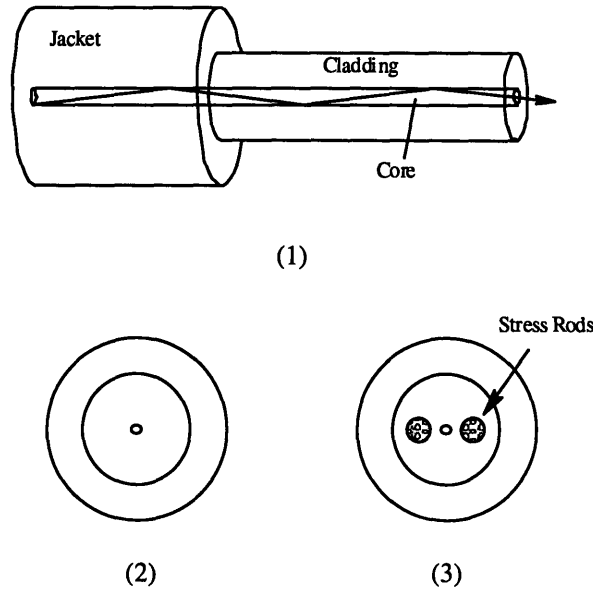 Jacket
Cladding
Core
(1)
Stress Rods
(2)
(3)